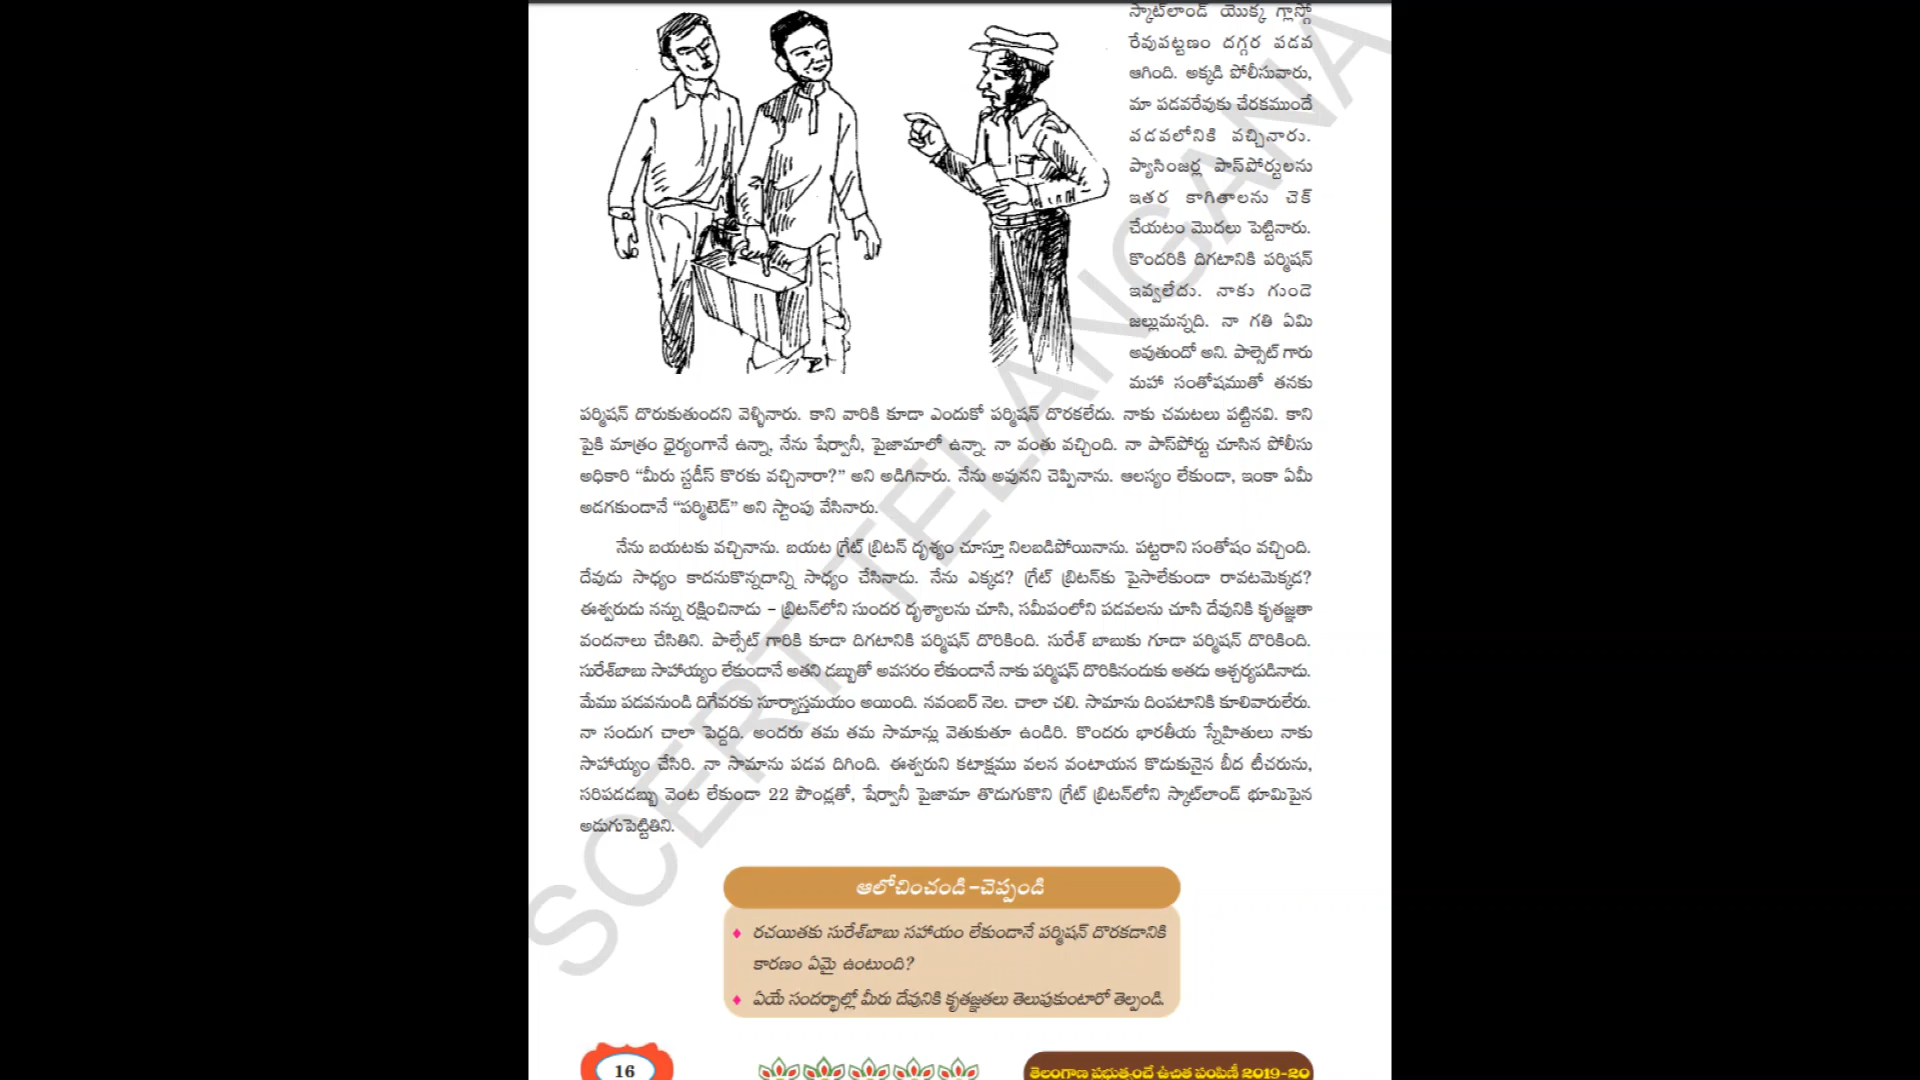 స్కాట్‌లాండ్ యొక్క గ్లాస్గో
రేవుపట్టణం దగ్గర పడవ
ఆగింది. అక్కడి పోలీసువారు,
మా పడవరేవుకు చేరకముందే
వడవలోనికి వచ్చినారు.
ప్యాసింజర్ల పాస్‌పోర్టులను
ఇతర కాగితాలను చెక్
చేయటం మొదలు పెట్టినారు.
కొందరికి దిగటానికి పర్మిషన్
ఇవ్వలేదు. నాకు గుండె
జల్లుమన్నది. నా గతి ఏమి
అవుతుందో అని. పాల్సెట్ గారు
మహా సంతోషముతో తనకు
పర్మిషన్ దొరుకుతుందని వెళ్ళినారు. కాని వారికి కూడా ఎందుకో పర్మిషన్ దొరకలేదు. నాకు చమటలు పట్టినవి. కాని
పైకి మాత్రం ధైర్యంగానే ఉన్నా, నేను షేర్వానీ, పైజామాలో ఉన్నా. నా వంతు వచ్చింది. నా పాస్‌పోర్టు చూసిన పోలీసు
అధికారి “మీరు స్టడీస్ కొరకు వచ్చినారా?” అని అడిగినారు. నేను అవునని చెప్పినాను. ఆలస్యం లేకుండా, ఇంకా ఏమీ
అడగకుండానే “పర్మిటెడ్” అని స్టాంపు వేసినారు.
నేను బయటకు వచ్చినాను. బయట గ్రేట్ బ్రిటన్ దృశ్యం చూస్తూ నిలబడిపోయినాను. పట్టరాని సంతోషం వచ్చింది.
దేవుడు సాధ్యం కాదనుకొన్నదాన్ని సాధ్యం చేసినాడు. నేను ఎక్కడ? గ్రేట్ బ్రిటన్‌కు పైసాలేకుండా రావటమెక్కడ?
ఈశ్వరుడు నన్ను రక్షించినాడు - బ్రిటన్‌లోని సుందర దృశ్యాలను చూసి, సమీపంలోని పడవలను చూసి దేవునికి కృతజ్ఞతా
వందనాలు చేసితిని. పాల్సేట్ గారికి కూడా దిగటానికి పర్మిషన్ దొరికింది. సురేశ్ బాబుకు గూడా పర్మిషన్ దొరికింది.
సురేశ్‌బాబు సాహాయ్యం లేకుండానే అతని డబ్బుతో అవసరం లేకుండానే నాకు పర్మిషన్ దొరికినందుకు అతడు ఆశ్చర్యపడినాడు.
మేము పడవనుండి దిగేవరకు సూర్యాస్తమయం అయింది. నవంబర్ నెల. చాలా చలి. సామాను దింపటానికి కూలివారులేరు.
నా సందుగ చాలా పెద్దది. అందరు తమ తమ సామాన్లు వెతుకుతూ ఉండిరి. కొందరు భారతీయ స్నేహితులు నాకు
సాహాయ్యం చేసిరి. నా సామాను పడవ దిగింది. ఈశ్వరుని కటాక్షము వలన వంటాయన కొడుకునైన బీద టీచరును,
సరిపడడబ్బు వెంట లేకుండా 22 పౌండ్లతో, షేర్వానీ పైజామా తొడుగుకొని గ్రేట్ బ్రిటన్‌లోని స్కాట్‌లాండ్ భూమిపైన
అడుగుపెట్టితిని.
SCERT TELANGANA
ఆలోచించండి-చెప్పండి
♦ రచయితకు సురేశ్‌బాబు సహాయం లేకుండానే పర్మిషన్ దొరకడానికి
కారణం ఏమై ఉంటుంది?
♦ ఏయే సందర్భాల్లో మీరు దేవునికి కృతజ్ఞతలు తెలుపుకుంటారో తెల్పండి.
16
తెలంగాణ ప్రభుత్వంచే ఉచిత పంపిణీ 2019-20